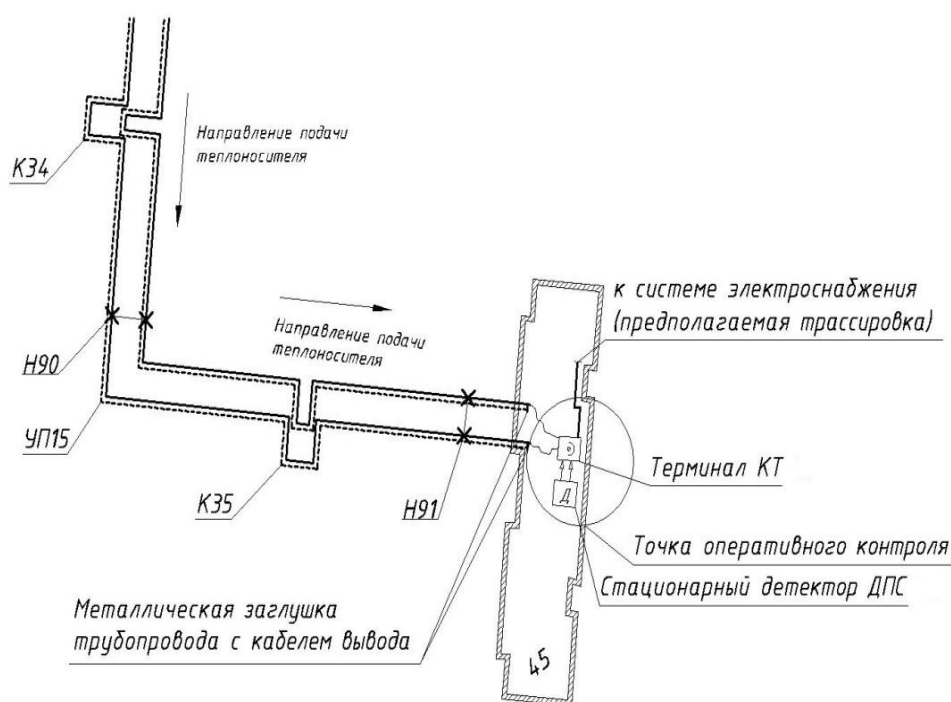 Направление подачи
теплоносителя
К34
к системе электроснабжения
(предполагаемая трассировка)
Направление подачи
теплоносителя
Н90
УП15
Терминал КТ
К35
Н91
Д
Точка оперативного контроля
Стационарный детектор ДПС
Металлическая заглушка
трубопровода с кабелем вывода
45